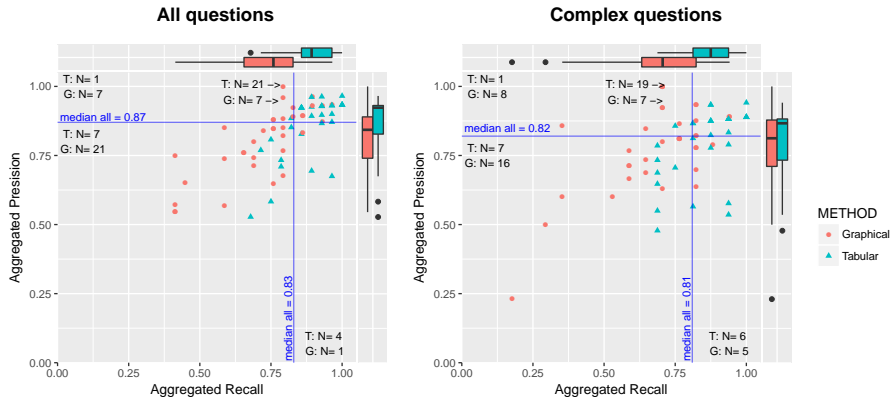 All questions
T: N= 1
G: N= 7
T: N= 21 ->
G: N= 7 ->
median all = 0.87
T: N= 7
G: N= 21
median all = 0.83
T: N= 4
G: N= 1
1.00
0.75
0.50
0.25
0.00
Aggregated Presision
0.00
0.25
0.50
0.75
1.00
Aggregated Recall
Complex questions
T: N= 1
G: N= 8
T: N= 19 ->
G: N= 7 ->
median all = 0.82
T: N= 7
G: N= 16
median all = 0.81
T: N= 6
G: N= 5
1.00
0.75
0.50
0.25
0.00
Aggregated Presision
0.00
0.25
0.50
0.75
1.00
Aggregated Recall
METHOD
Graphical
Tabular